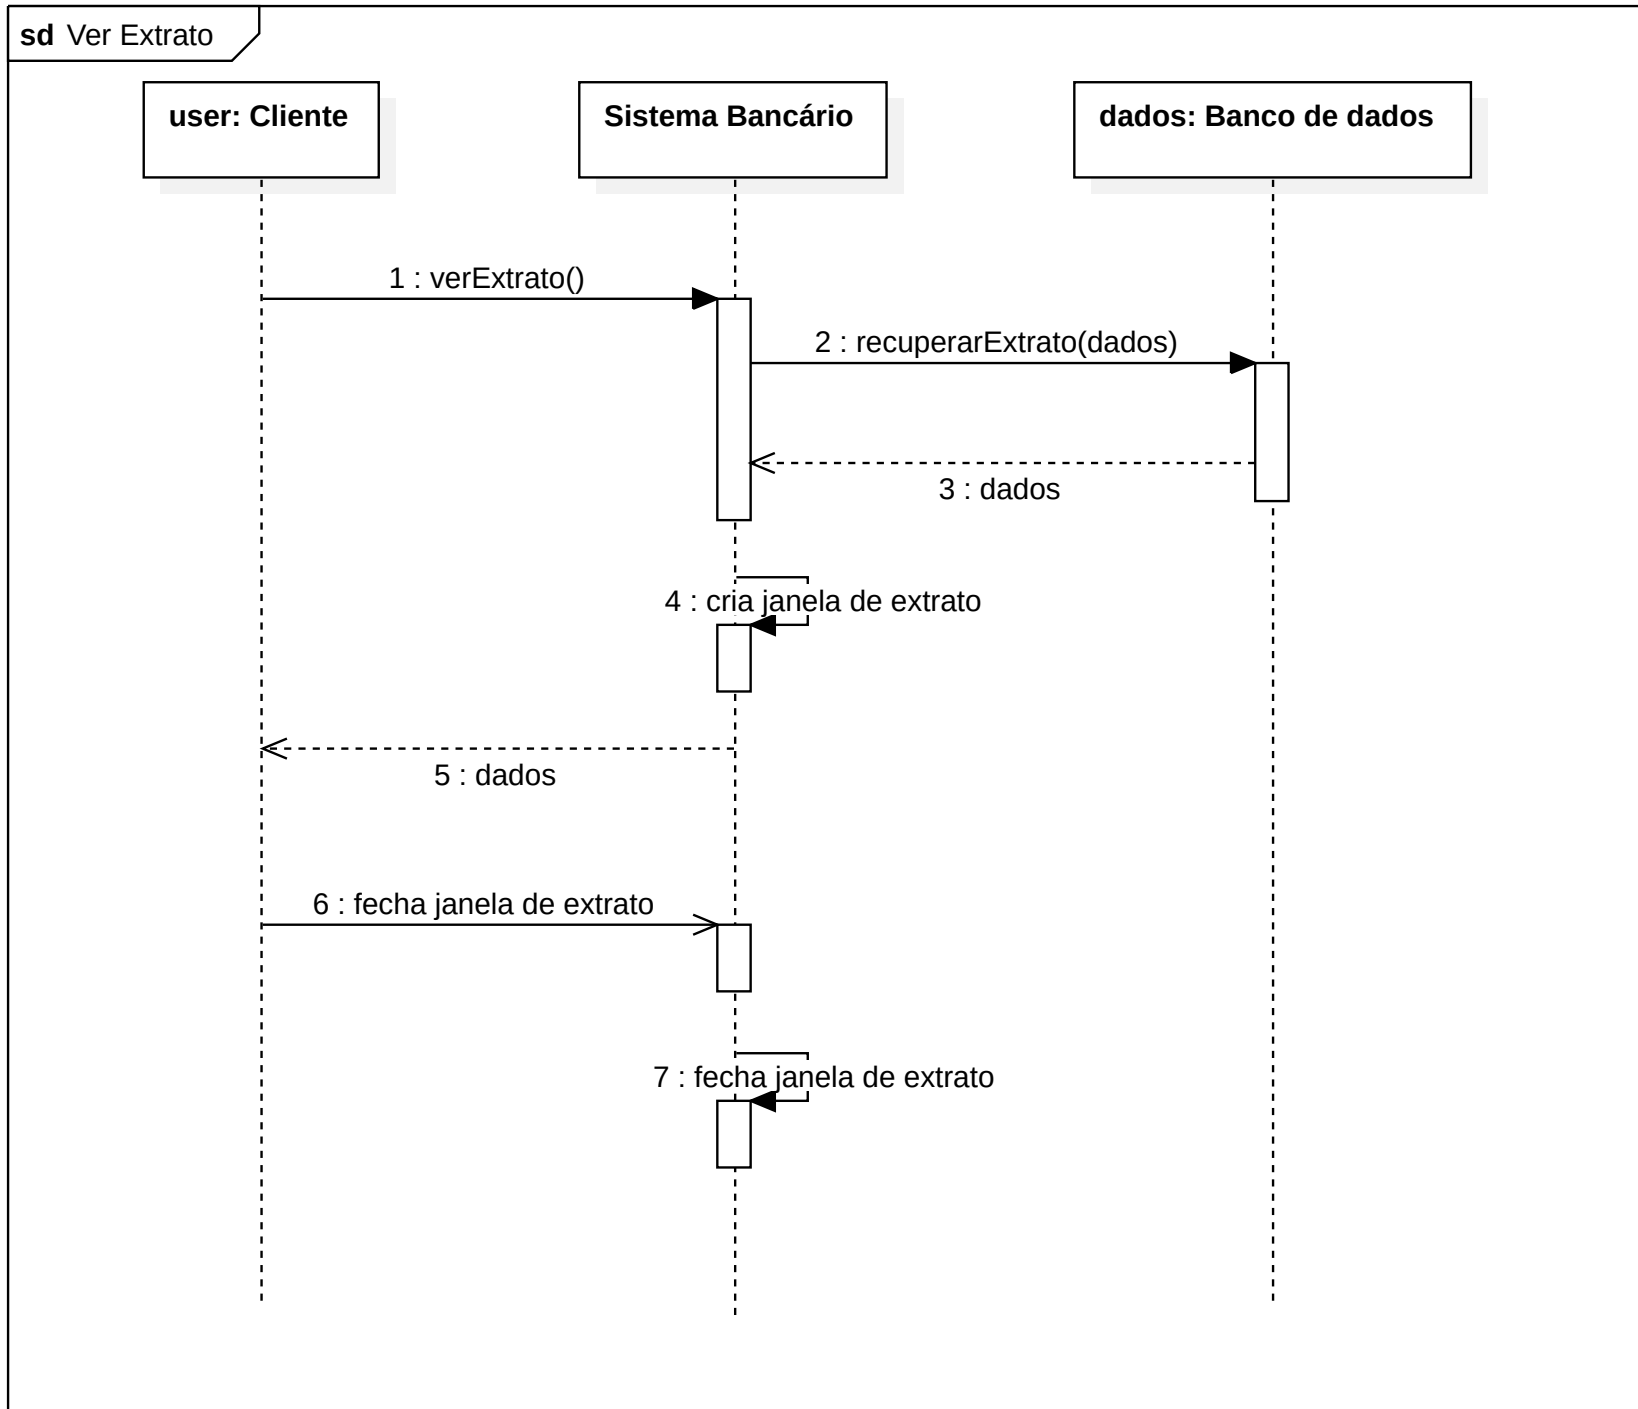 sd Ver Extrato
user: Cliente
Sistema Bancário
dados: Banco de dados
1 : verExtrato()
2 : recuperarExtrato(dados)
3 : dados
4 : cria janela de extrato
5 : dados
6 : fecha janela de extrato
7 : fecha janela de extrato